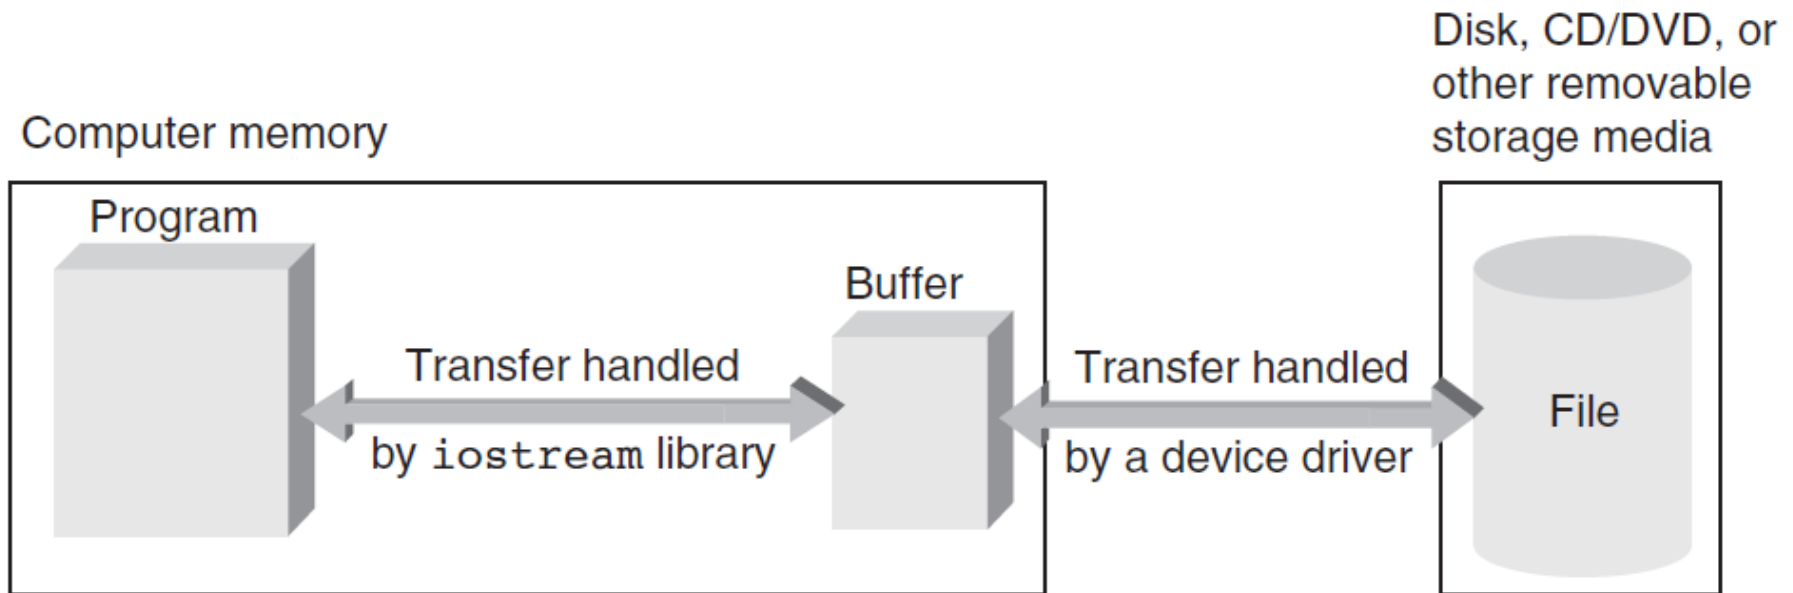 Disk, CD/DVD, or
other removable
storage media
Computer memory
Program
Buffer
Transfer handled
by iostream library
Transfer handled
by a device driver
File